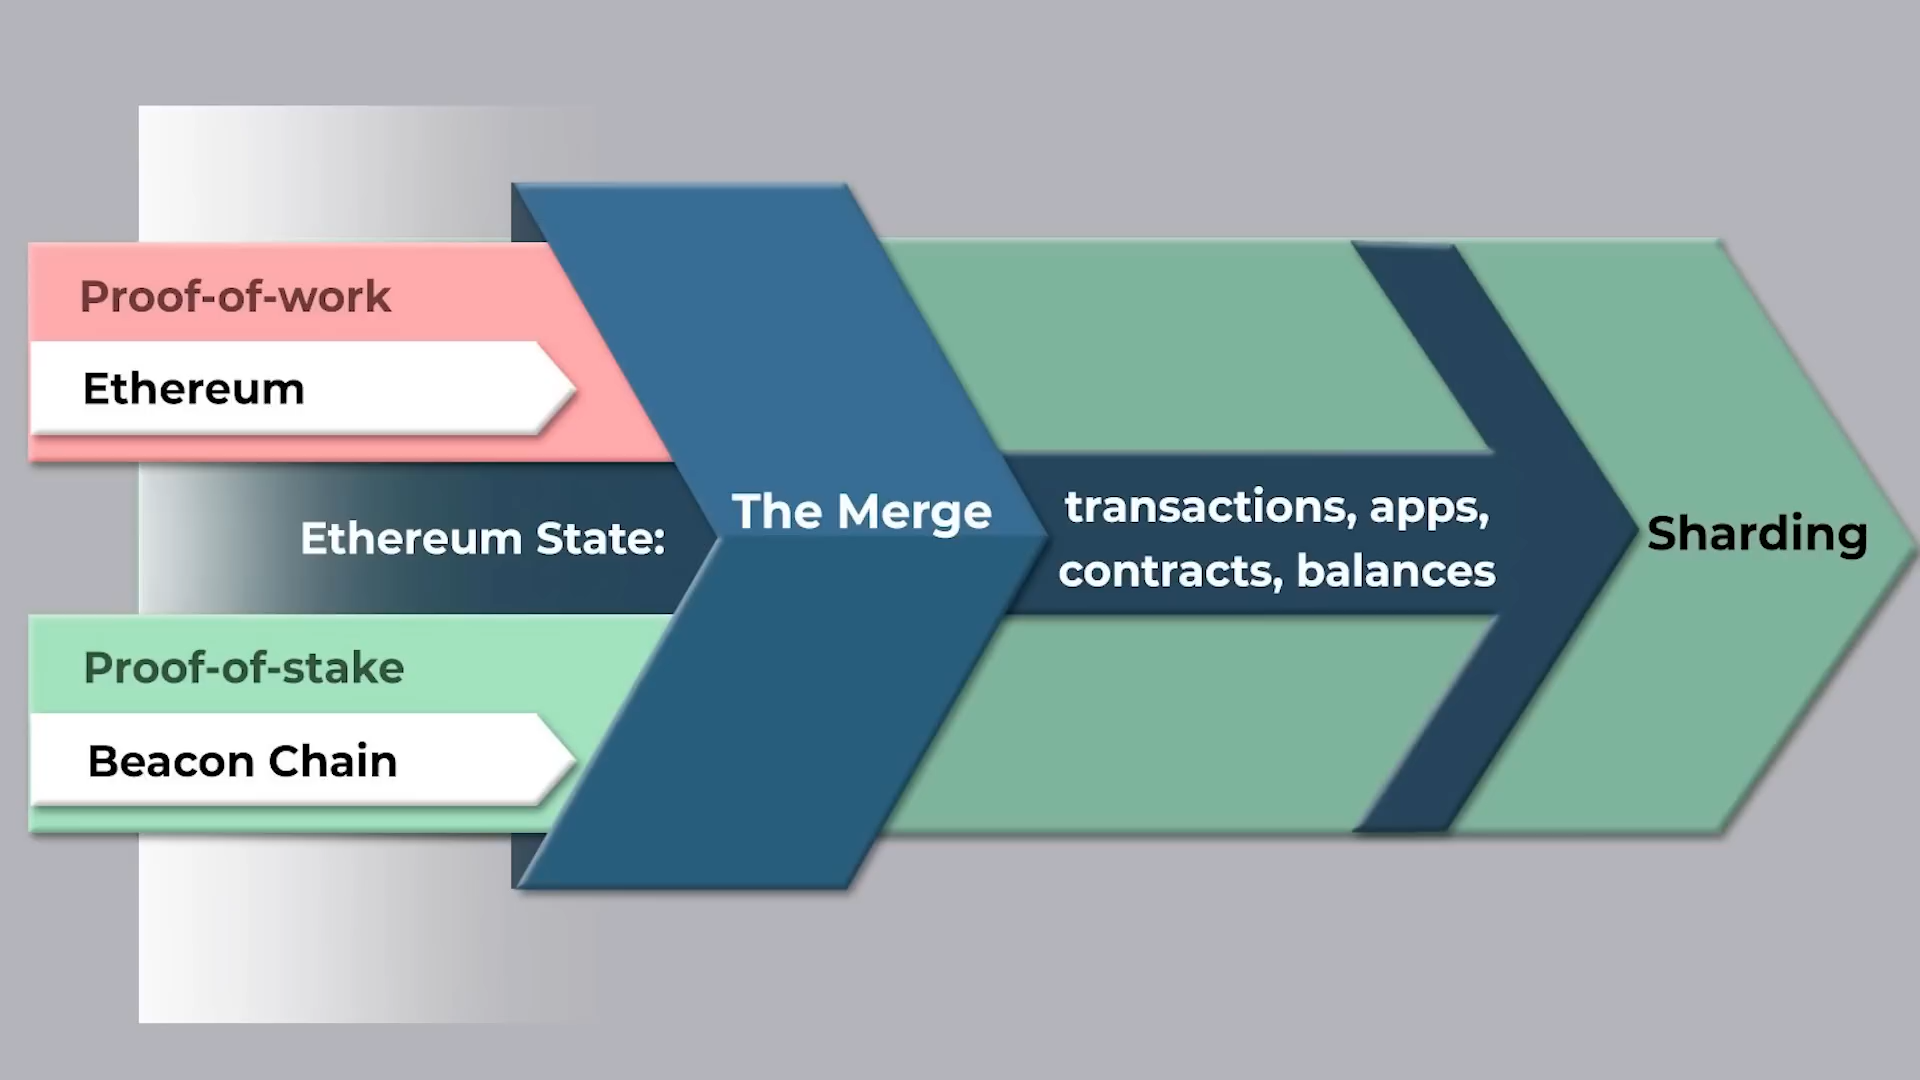 Proof-of-work
Ethereum
Ethereum State:
Proof-of-stake
Beacon Chain
The Merge
transactions, apps,
contracts, balances
Sharding